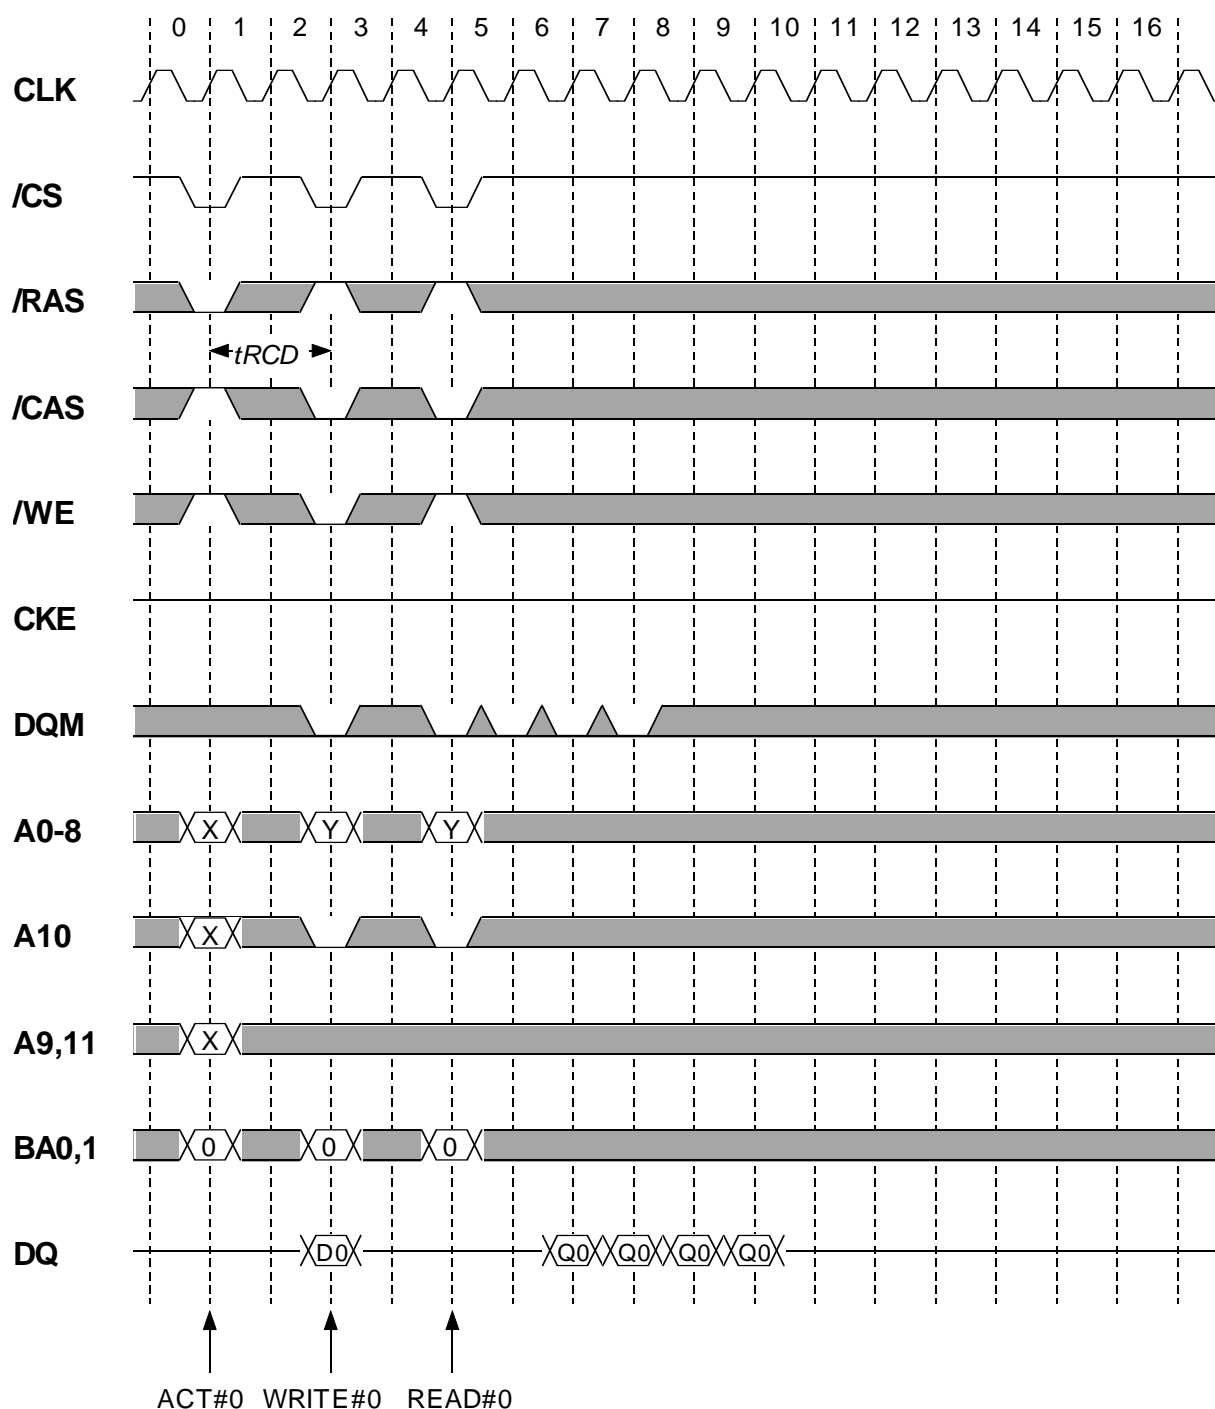 0 1 2 3 4 5 6 7 8 9 10 11 12 13 14 15 16
CLK
/CS
/RAS
tRCD
/CAS
/WE
CKE
DQM
A0-8 X Y Y
A10 X
A9,11 X
BA0,1 0 0 0
DQ D0 Q0 Q0 Q0 Q0
ACT#0 WRITE#0 READ#0